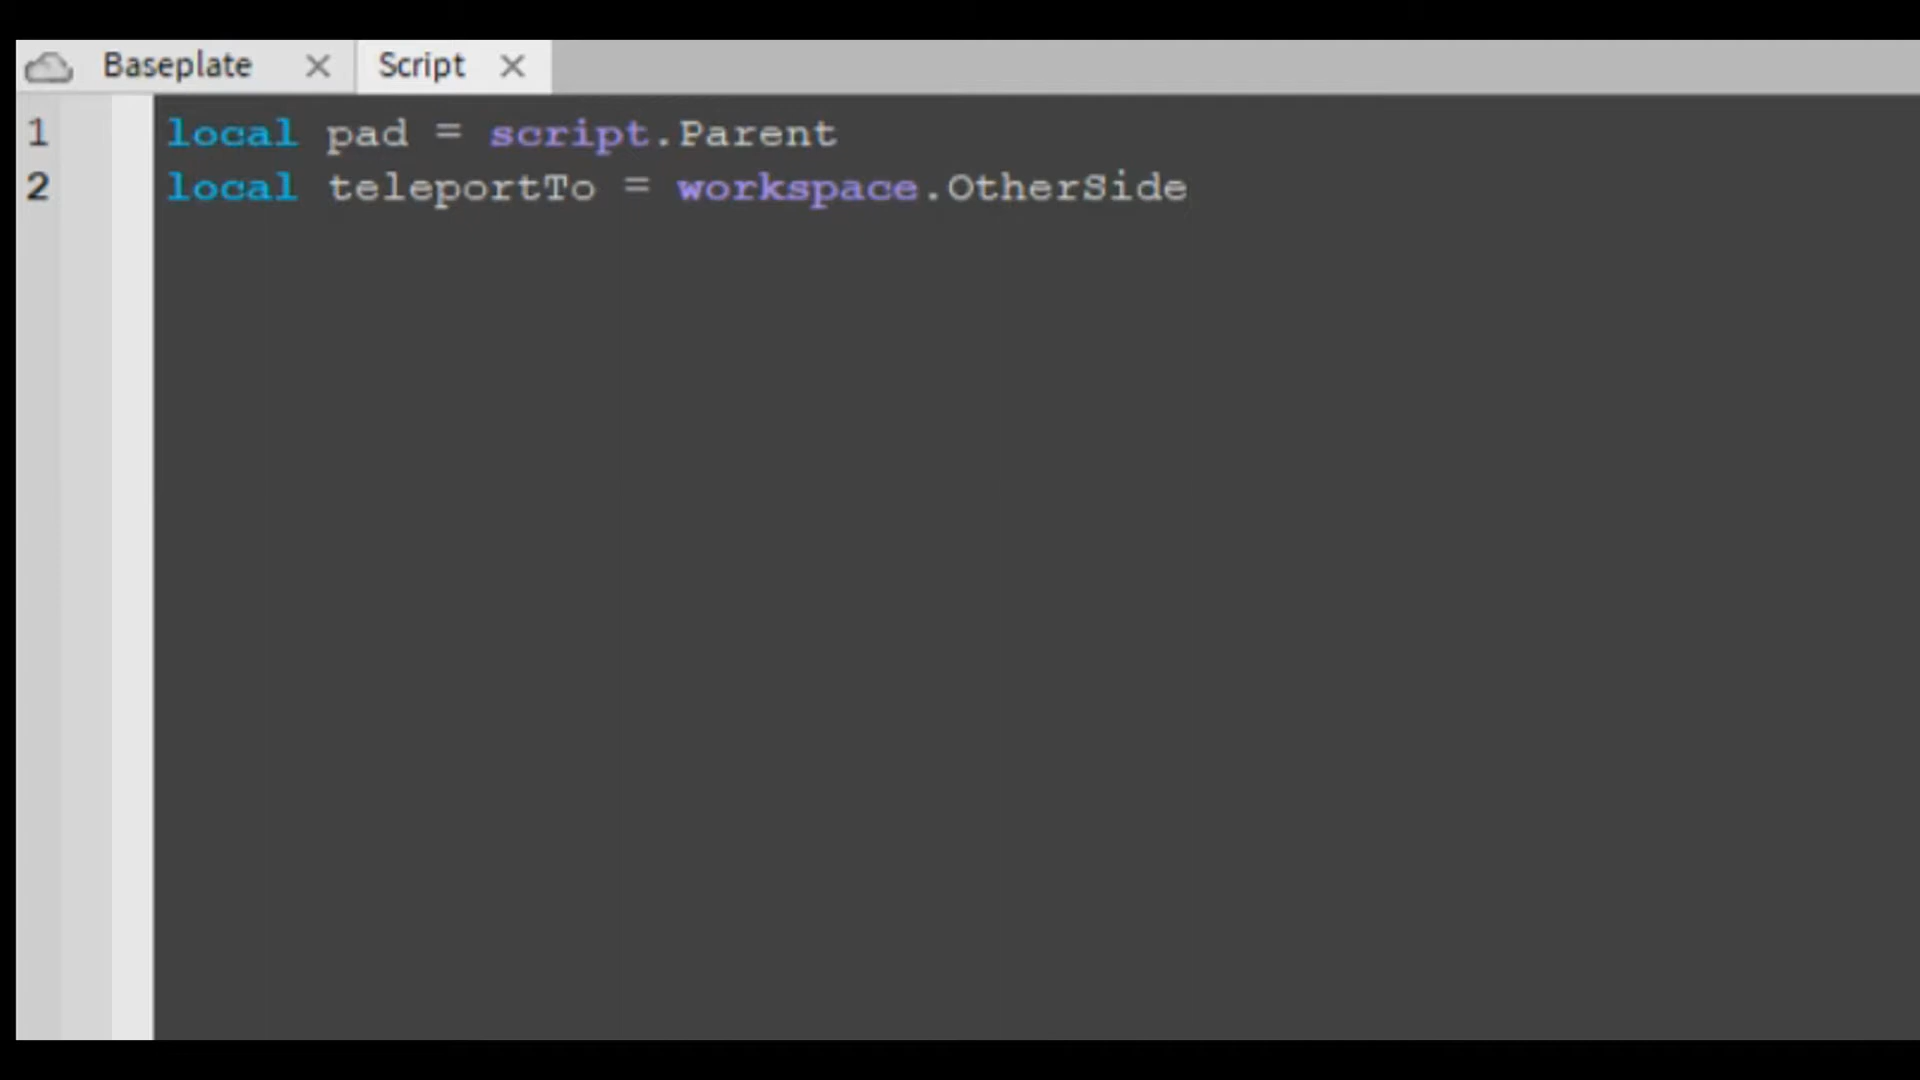 Baseplate Script
1 local pad = script.Parent
2 local teleportTo = workspace.OtherSide